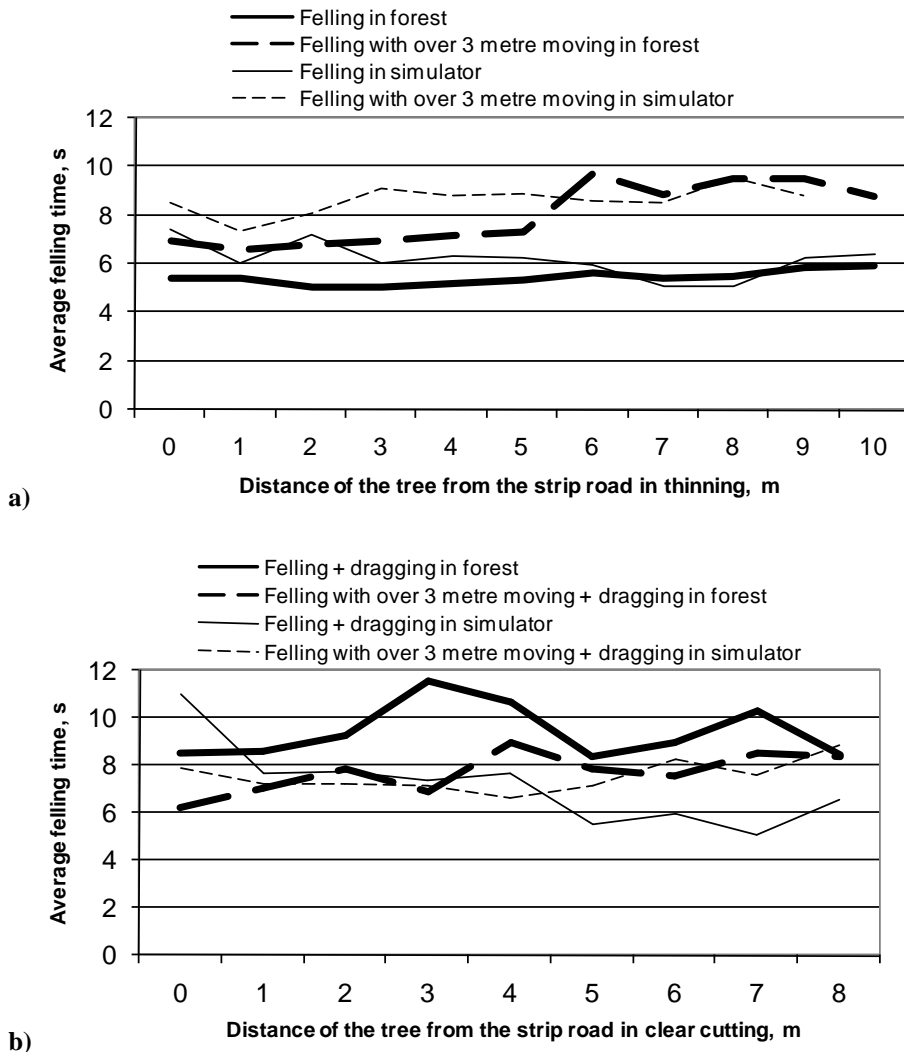 Felling in forest
Felling with over 3 metre moving in forest
Felling in simulator
Felling with over 3 metre moving in simulator
12
10
8
6
4
2
0
Average felling time, s
0 1 2 3 4 5 6 7 8 9 10
Distance of the tree from the strip road in thinning, m
a)
Felling + dragging in forest
Felling with over 3 metre moving + dragging in forest
Felling + dragging in simulator
Felling with over 3 metre moving + dragging in simulator
12
10
8
6
4
2
0
Average felling time, s
0 1 2 3 4 5 6 7 8
Distance of the tree from the strip road in clear cutting, m
b)